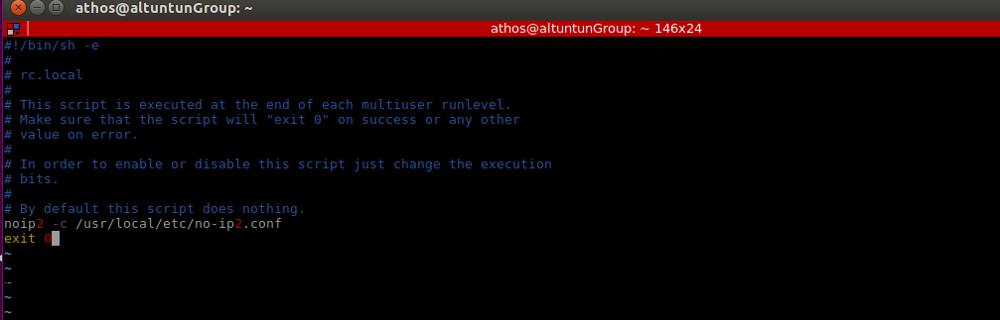 athos@altuntunGroup: ~
athos@altuntunGroup: ~ 146x24
#!/bin/sh -e
#
# rc.local
#
# This script is executed at the end of each multiuser runlevel.
# Make sure that the script will "exit 0" on success or any other
# value on error.
#
# In order to enable or disable this script just change the execution
# bits.
#
# By default this script does nothing.
noip2 -c /usr/local/etc/no-ip2.conf
exit 0
~
~
~
~
~